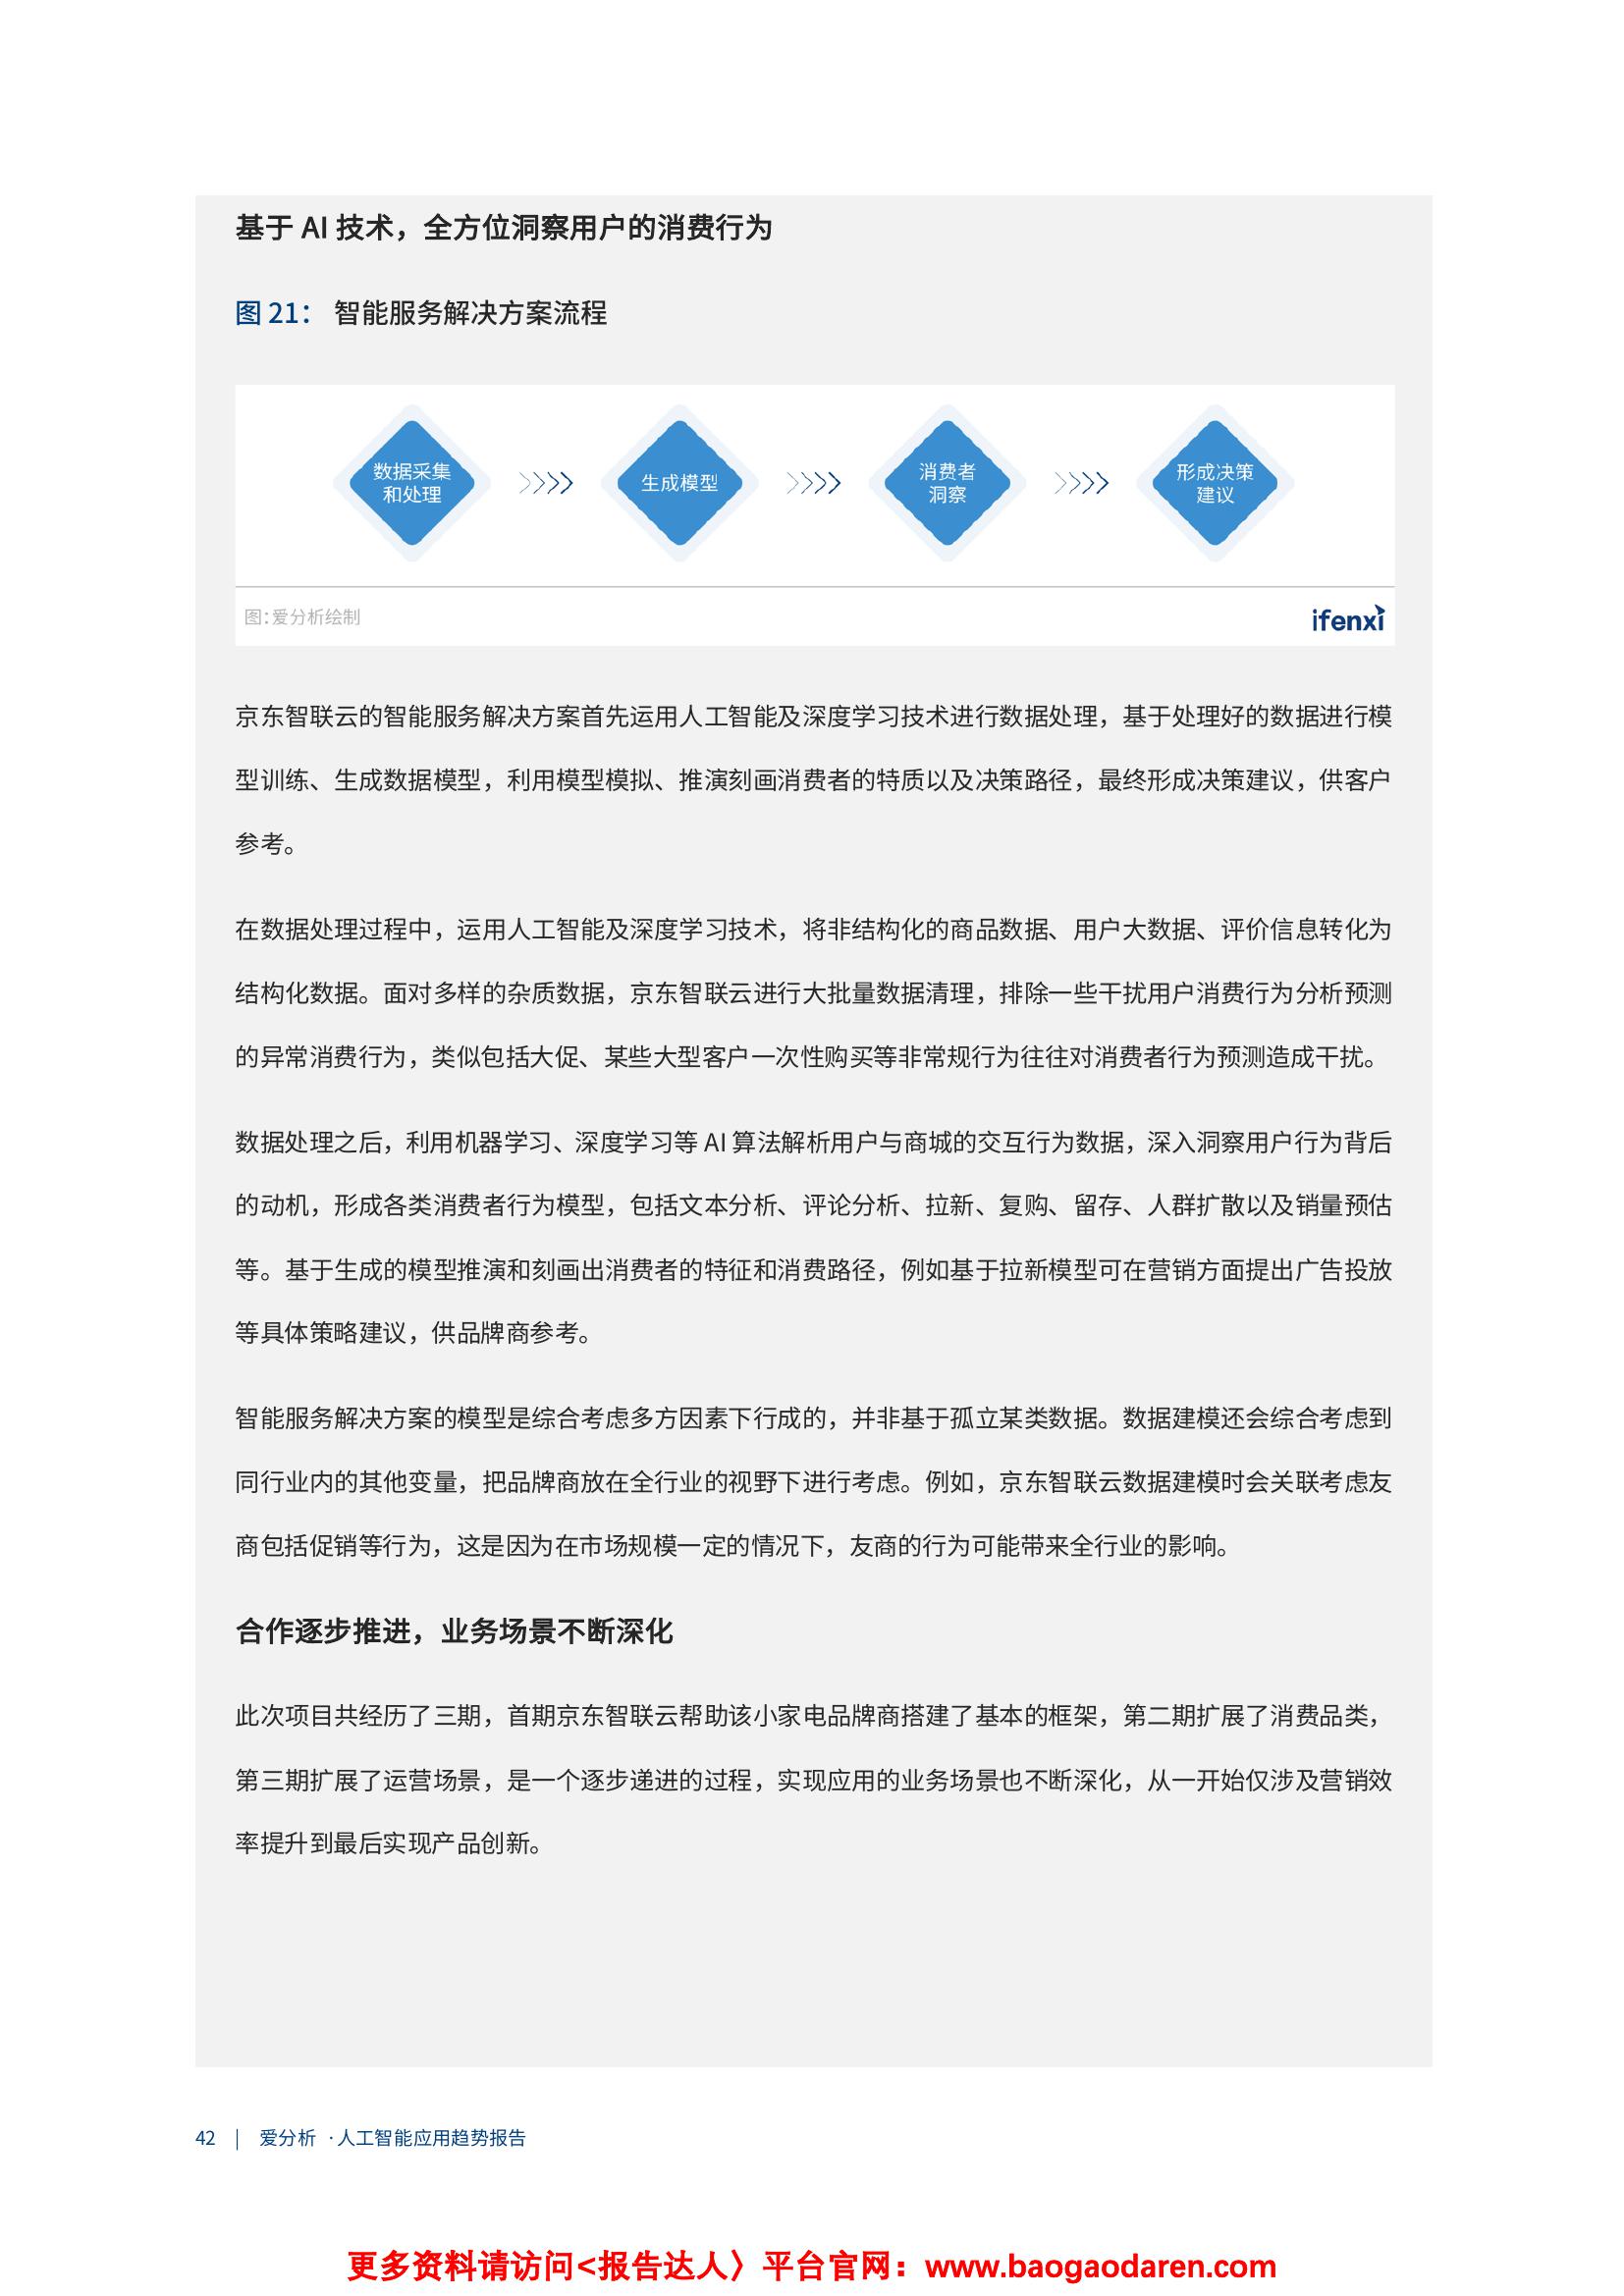 基于 AI 技术，全方位洞察用户的消费行为
图 21： 智能服务解决方案流程
数据采集
和处理
生成模型
消费者
洞察
形成决策
建议
图：爱分析绘制
ifenxi
京东智联云的智能服务解决方案首先运用人工智能及深度学习技术进行数据处理，基于处理好的数据进行模
型训练、生成数据模型，利用模型模拟、推演刻画消费者的特质以及决策路径，最终形成决策建议，供客户
参考。
在数据处理过程中，运用人工智能及深度学习技术，将非结构化的商品数据、用户大数据、评价信息转化为
结构化数据。面对多样的杂质数据，京东智联云进行大批量数据清理，排除一些干扰用户消费行为分析预测
的异常消费行为，类似包括大促、某些大型客户一次性购买等非常规行为往往对消费者行为预测造成干扰。
数据处理之后，利用机器学习、深度学习等 AI 算法解析用户与商城的交互行为数据，深入洞察用户行为背后
的动机，形成各类消费者行为模型，包括文本分析、评论分析、拉新、复购、留存、人群扩散以及销量预估
等。基于生成的模型推演和刻画出消费者的特征和消费路径，例如基于拉新模型可在营销方面提出广告投放
等具体策略建议，供品牌商参考。
智能服务解决方案的模型是综合考虑多方因素下行成的，并非基于孤立某类数据。数据建模还会综合考虑到
同行业内的其他变量，把品牌商放在全行业的视野下进行考虑。例如，京东智联云数据建模时会关联考虑友
商包括促销等行为，这是因为在市场规模一定的情况下，友商的行为可能带来全行业的影响。
合作逐步推进，业务场景不断深化
此次项目共经历了三期，首期京东智联云帮助该小家电品牌商搭建了基本的框架，第二期扩展了消费品类，
第三期扩展了运营场景，是一个逐步递进的过程，实现应用的业务场景也不断深化，从一开始仅涉及营销效
率提升到最后实现产品创新。
42 | 爱分析 ·人工智能应用趋势报告
更多资料请访问<报告达人〉平台官网：www.baogaodaren.com